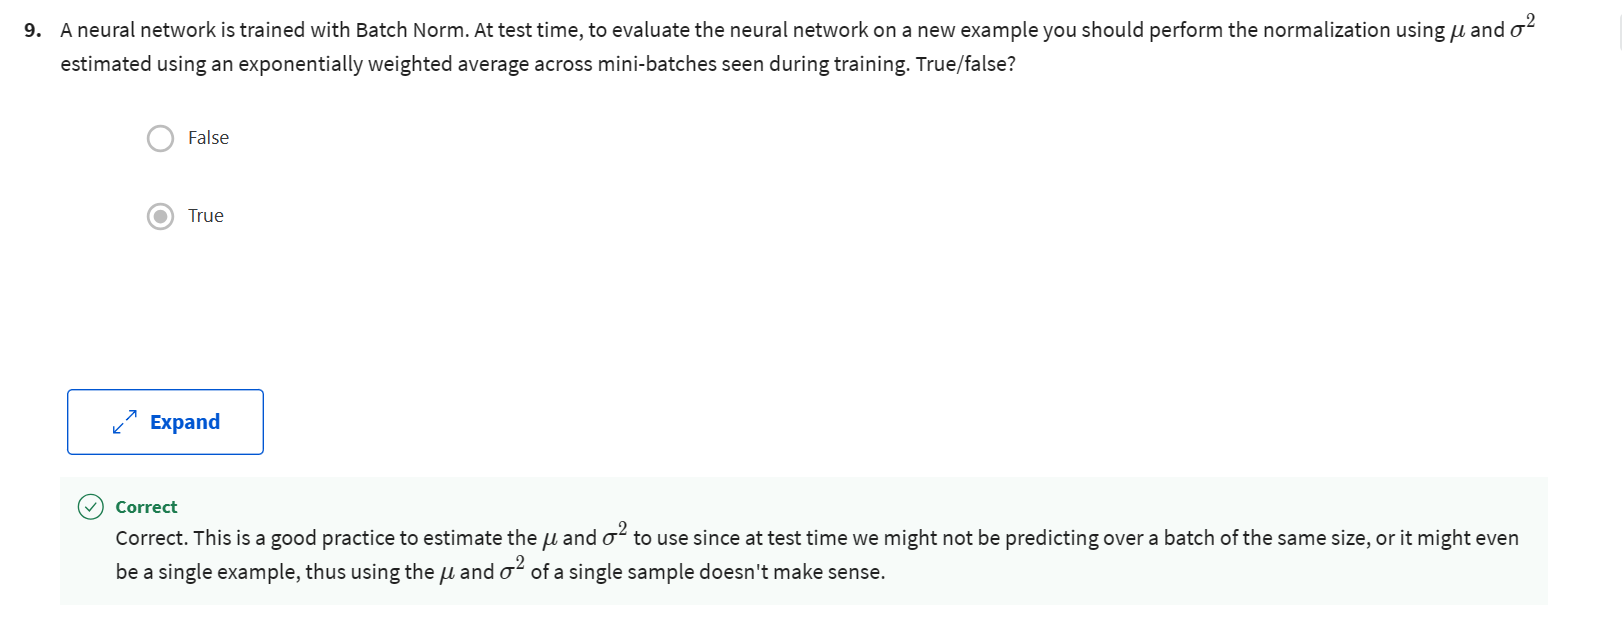 9. A neural network is trained with Batch Norm. At test time, to evaluate the neural network on a new example you should perform the normalization using μ and σ²
estimated using an exponentially weighted average across mini-batches seen during training. True/false?
False
True
Expand
Correct
Correct. This is a good practice to estimate the μ and σ² to use since at test time we might not be predicting over a batch of the same size, or it might even
be a single example, thus using the μ and σ² of a single sample doesn't make sense.